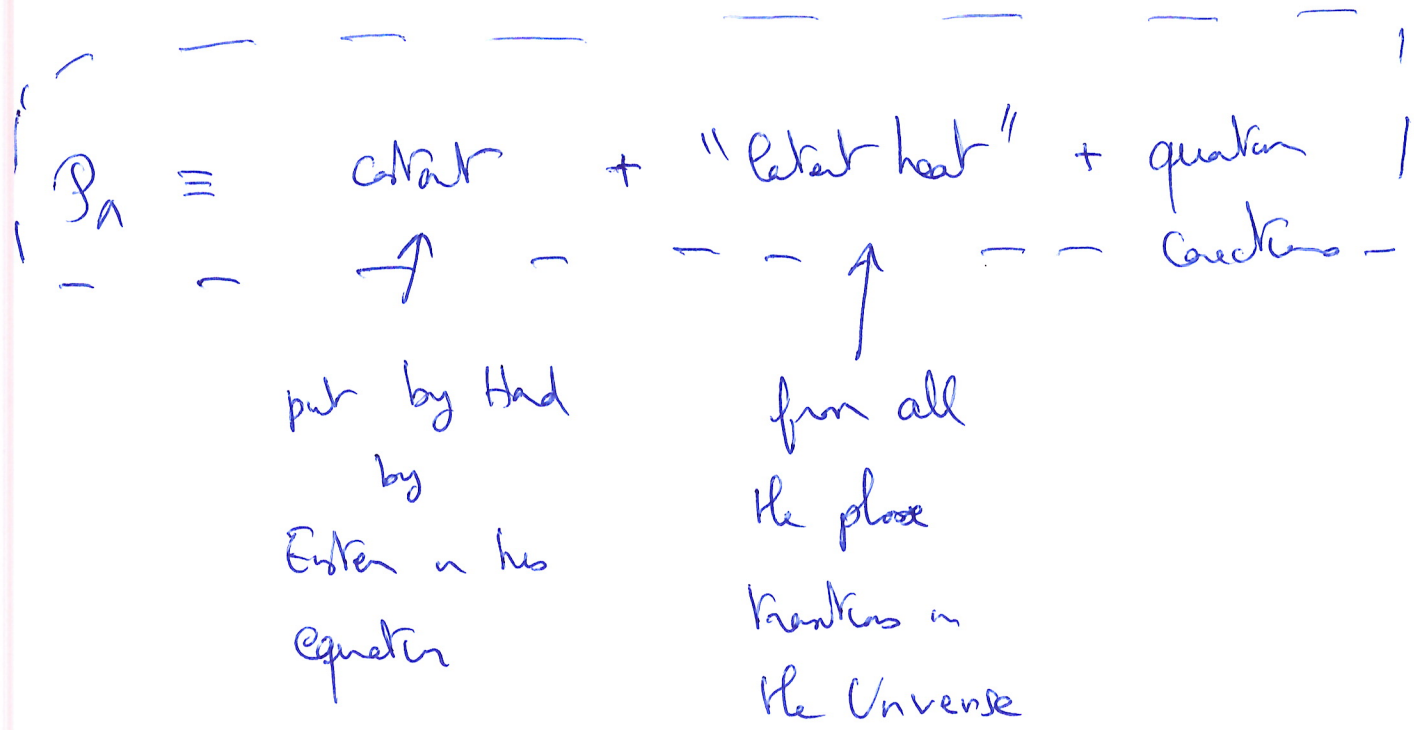 ρ_Λ ≡ constant + "latent heat" + quantum
corrections
put by Hand
by
Einstein in his
equation
from all
the phase
transitions in
the Universe